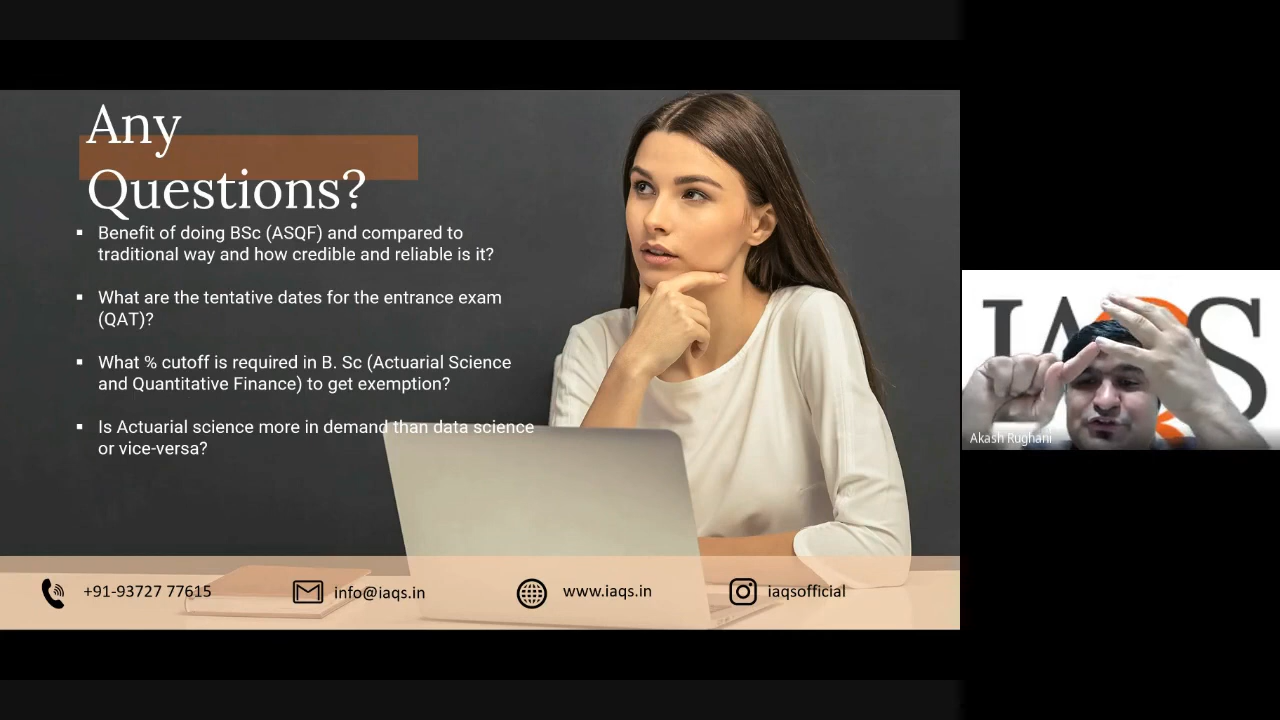 Any
Questions?
▪ Benefit of doing BSc (ASQF) and compared to
traditional way and how credible and reliable is it?
▪ What are the tentative dates for the entrance exam
(QAT)?
▪ What % cutoff is required in B. Sc (Actuarial Science
and Quantitative Finance) to get exemption?
▪ Is Actuarial science more in demand than data science
or vice-versa?
+91-93727 77615
info@iaqs.in
www.iaqs.in
iaqsofficial
IAQS
Akash Rughani